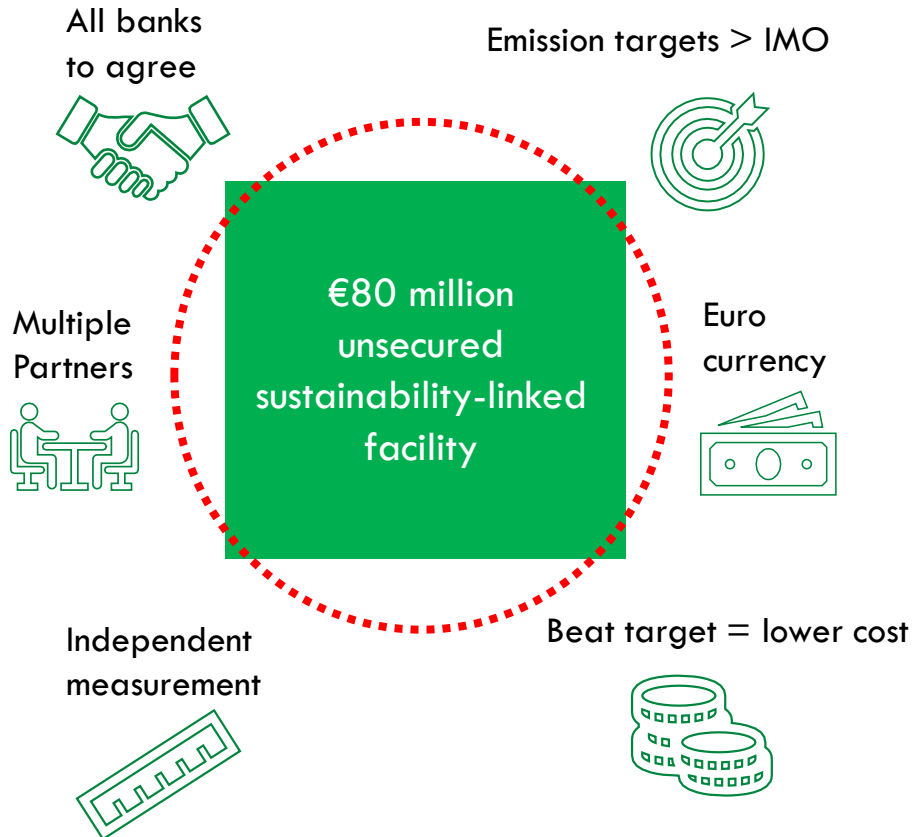 All banks
to agree
Emission targets > IMO
€80 million
unsecured
sustainability-linked
facility
Multiple
Partners
Euro
currency
Independent
measurement
Beat target = lower cost